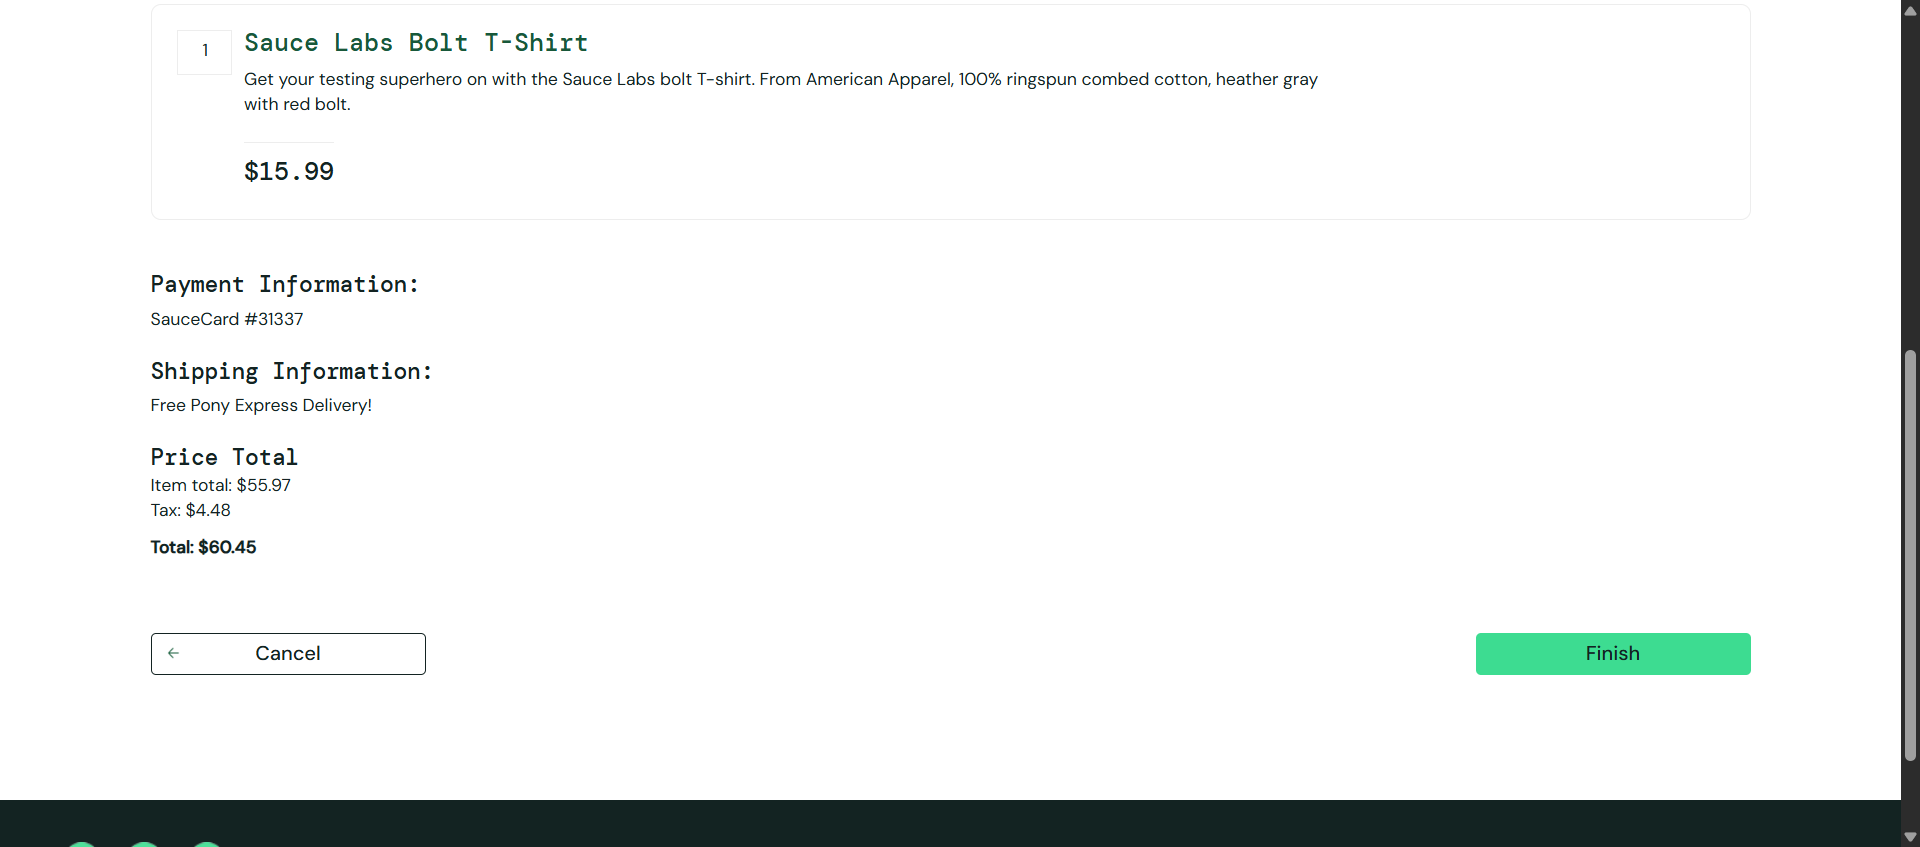 1
Sauce Labs Bolt T-Shirt
Get your testing superhero on with the Sauce Labs bolt T-shirt. From American Apparel, 100% ringspun combed cotton, heather gray
with red bolt.
$15.99
Payment Information:
SauceCard #31337
Shipping Information:
Free Pony Express Delivery!
Price Total
Item total: $55.97
Tax: $4.48
Total: $60.45
Cancel
Finish